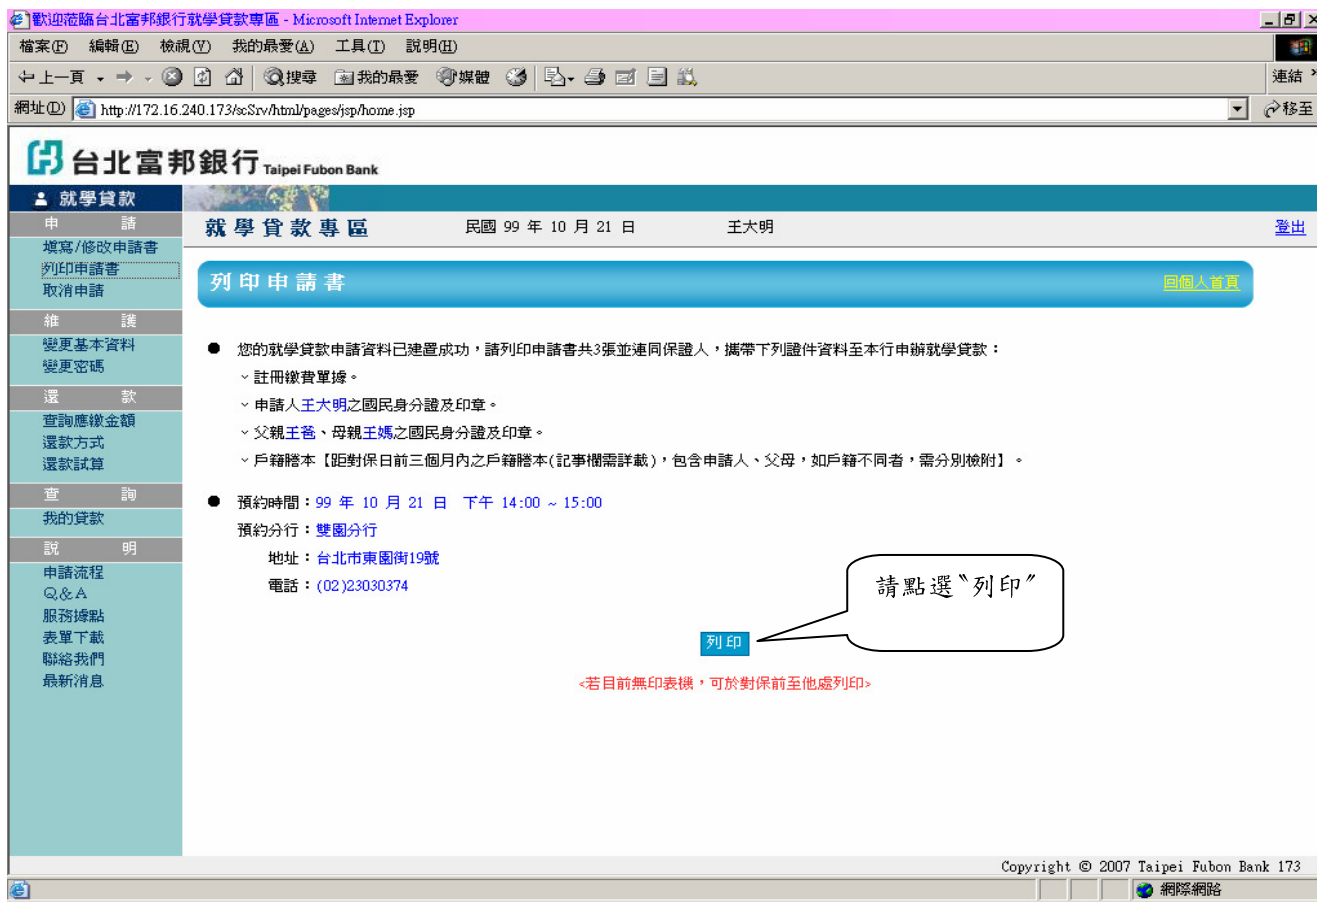 歡迎蒞臨台北富邦銀行就學貸款專區 - Microsoft Internet Explorer
檔案(F) 編輯(E) 檢視(V) 我的最愛(A) 工具(T) 說明(H)
上一頁 搜尋 我的最愛 媒體 連結 »
網址(D) http://172.16.240.173/scSrv/html/pages/jsp/home.jsp 移至
台北富邦銀行 Taipei Fubon Bank
就學貸款
就學貸款專區 民國 99 年 10 月 21 日 王大明 登出
申 請
填寫/修改申請書
列印申請書
取消申請
維 護
變更基本資料
變更密碼
還 款
查詢應繳金額
還款方式
還款試算
查 詢
我的貸款
說 明
申請流程
Q&A
服務據點
表單下載
聯絡我們
最新消息
列印申請書 回個人首頁
● 您的就學貸款申請資料已建置成功，請列印申請書共3張並連同保證人，攜帶下列證件資料至本行申辦就學貸款：
ˇ註冊繳費單據。
ˇ申請人王大明之國民身分證及印章。
ˇ父親王爸、母親王媽之國民身分證及印章。
ˇ戶籍謄本【距對保日前三個月內之戶籍謄本(記事欄需詳載)，包含申請人、父母，如戶籍不同者，需分別檢附】。
● 預約時間：99 年 10 月 21 日 下午 14:00 ~ 15:00
預約分行：雙園分行
地址：台北市東園街19號
電話：(02)23030374
請點選〝列印〞
列印
<若目前無印表機，可於對保前至他處列印>
Copyright © 2007 Taipei Fubon Bank 173
網際網路